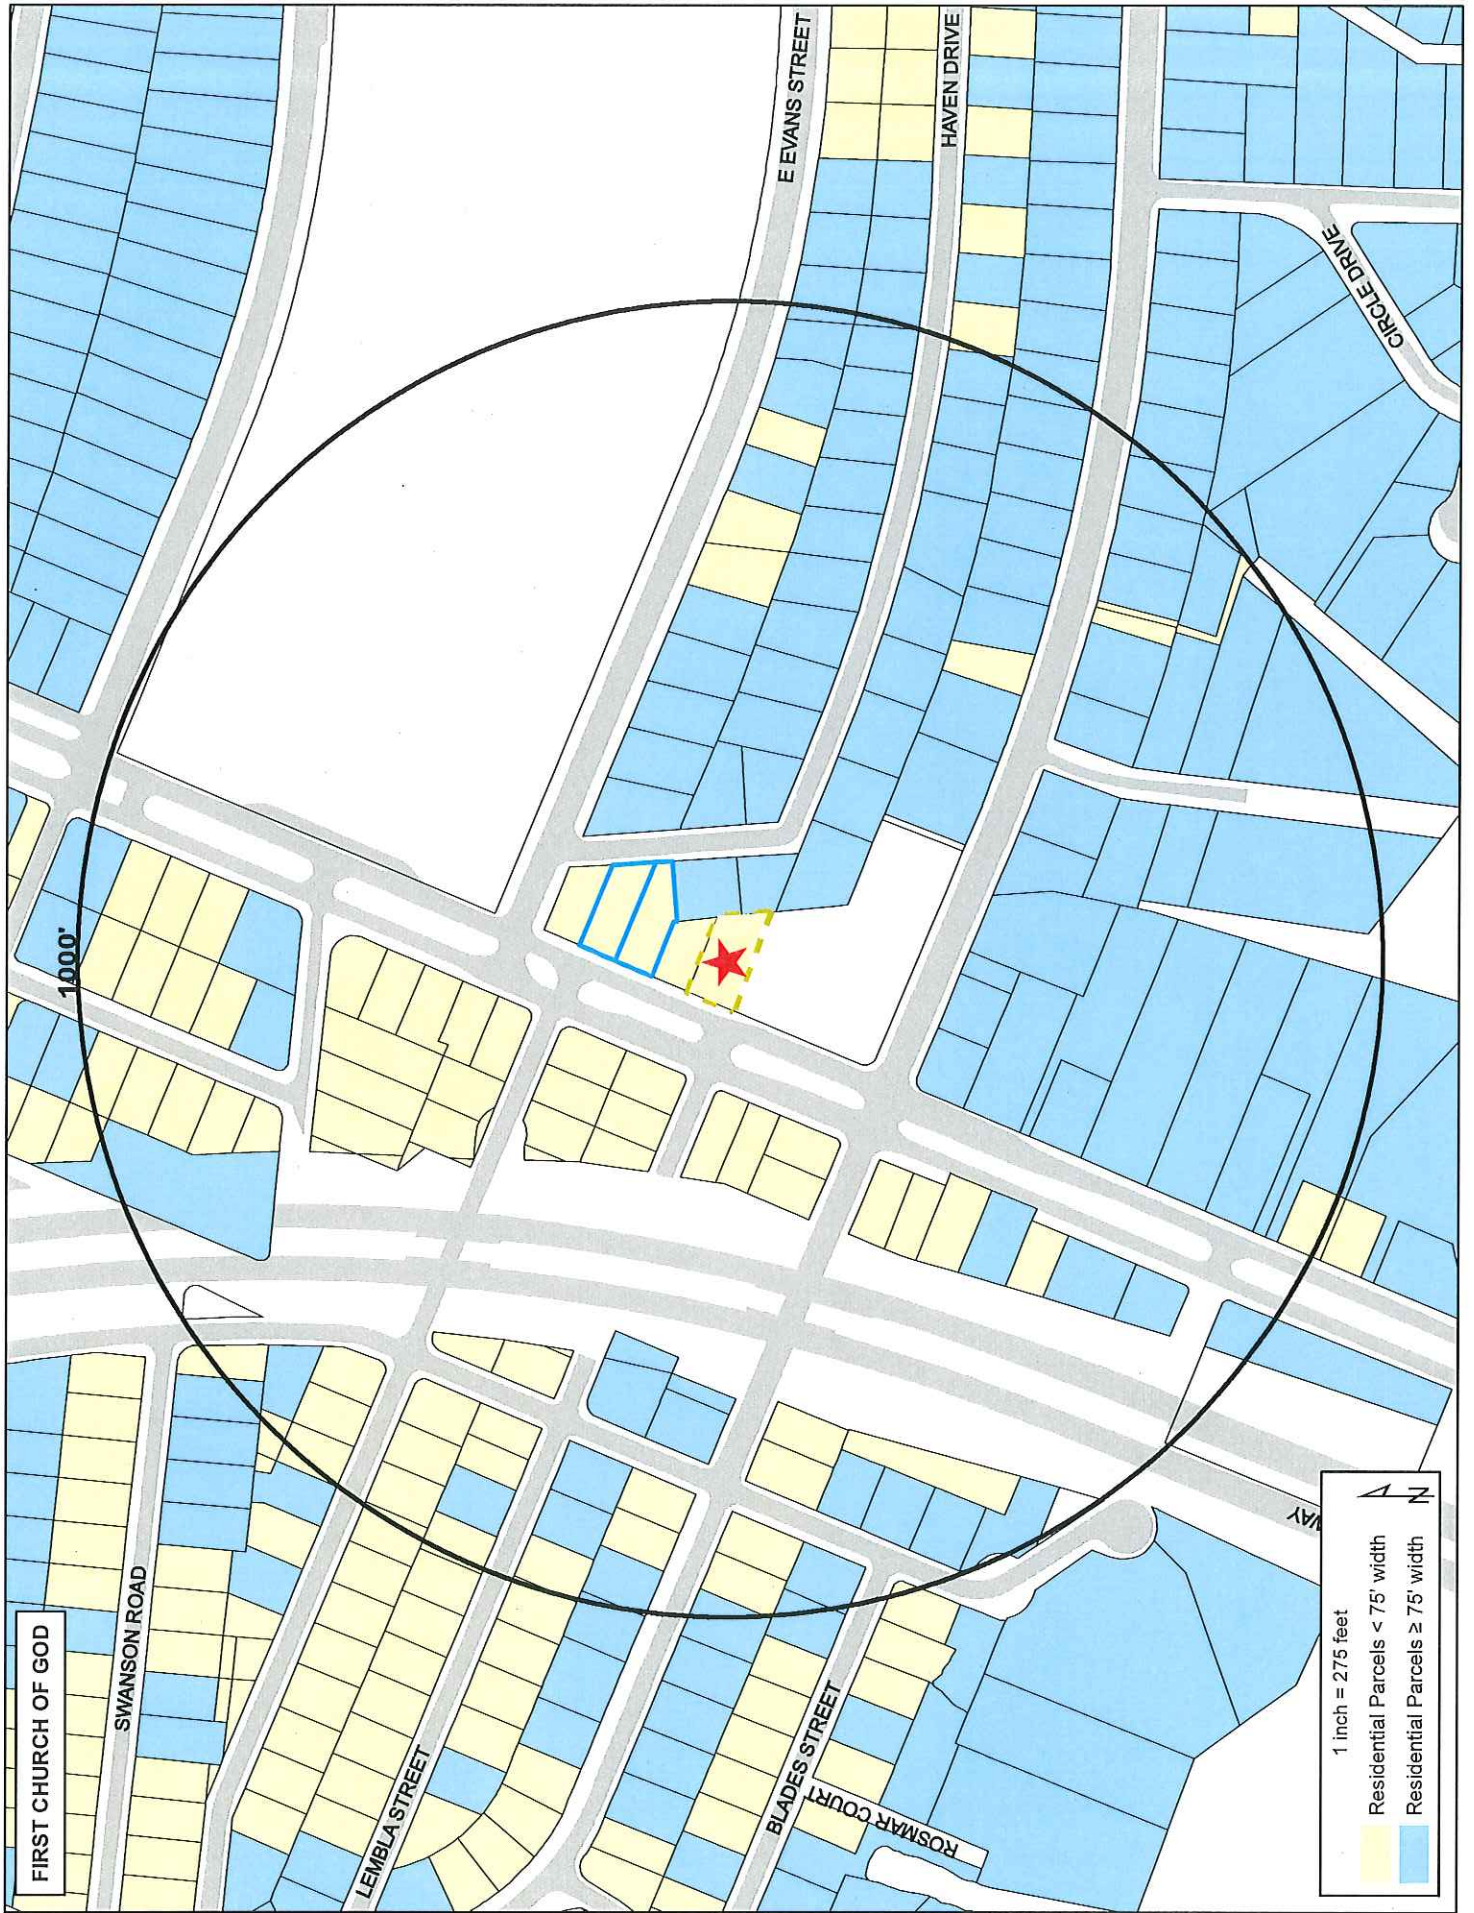 FIRST CHURCH OF GOD
1000'
E EVANS STREET
HAVEN DRIVE
CIRCLE DRIVE
SWANSON ROAD
LEMBLA STREET
BLADES STREET
ROSMAR COURT
WAY
1 inch = 275 feet
Residential Parcels < 75' width
Residential Parcels ≥ 75' width
N